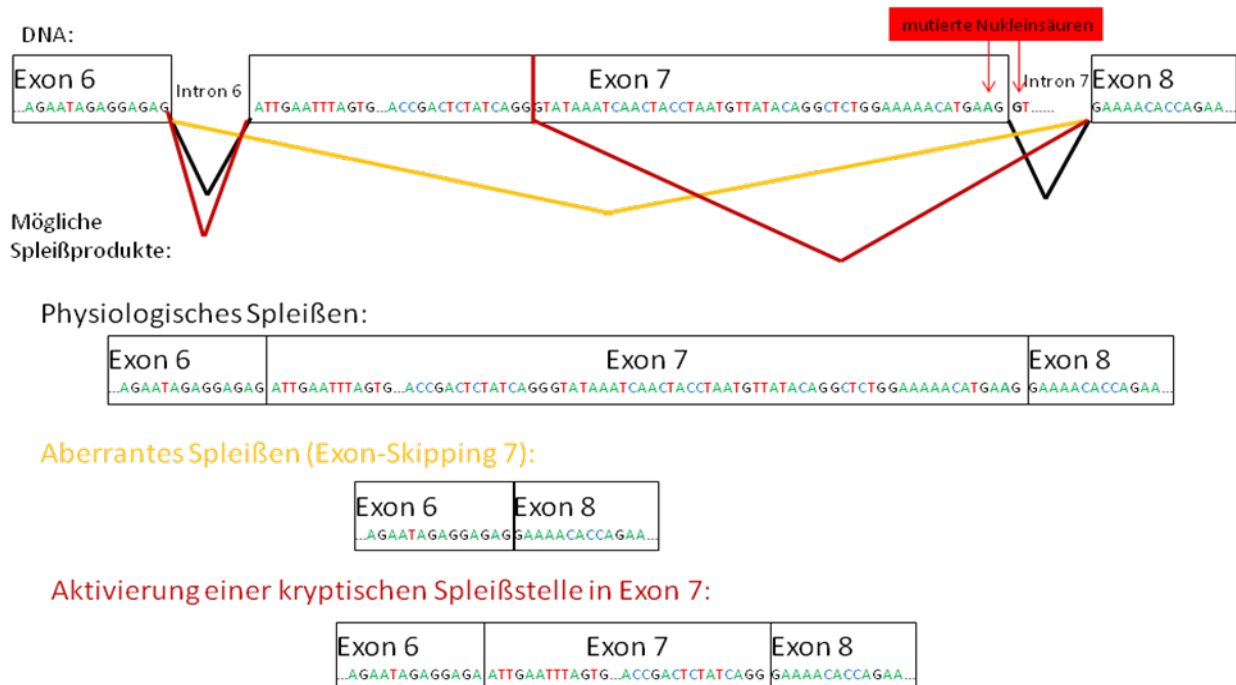 DNA:
mutierte Nukleinsäuren
Exon 6
Intron 6
Exon 7
Intron 7
Exon 8
...AGAATAGAGGAGAG
ATTGAATTTAGTG...ACCGACTCTATCAGGGTATAAATCAACTACCTAATGTTATACAGGCTCTGGAAAAACATGAAG
GT......
GAAAACACCAGAA...
Mögliche
Spleißprodukte:
Physiologisches Spleißen:
Exon 6
Exon 7
Exon 8
...AGAATAGAGGAGAG
ATTGAATTTAGTG...ACCGACTCTATCAGGGTATAAATCAACTACCTAATGTTATACAGGCTCTGGAAAAACATGAAG
GAAAACACCAGAA...
Aberrantes Spleißen (Exon-Skipping 7):
Exon 6
Exon 8
...AGAATAGAGGAGAG
GAAAACACCAGAA...
Aktivierung einer kryptischen Spleißstelle in Exon 7:
Exon 6
Exon 7
Exon 8
...AGAATAGAGGAGA
ATTGAATTTAGTG...ACCGACTCTATCAGG
GAAAACACCAGAA...